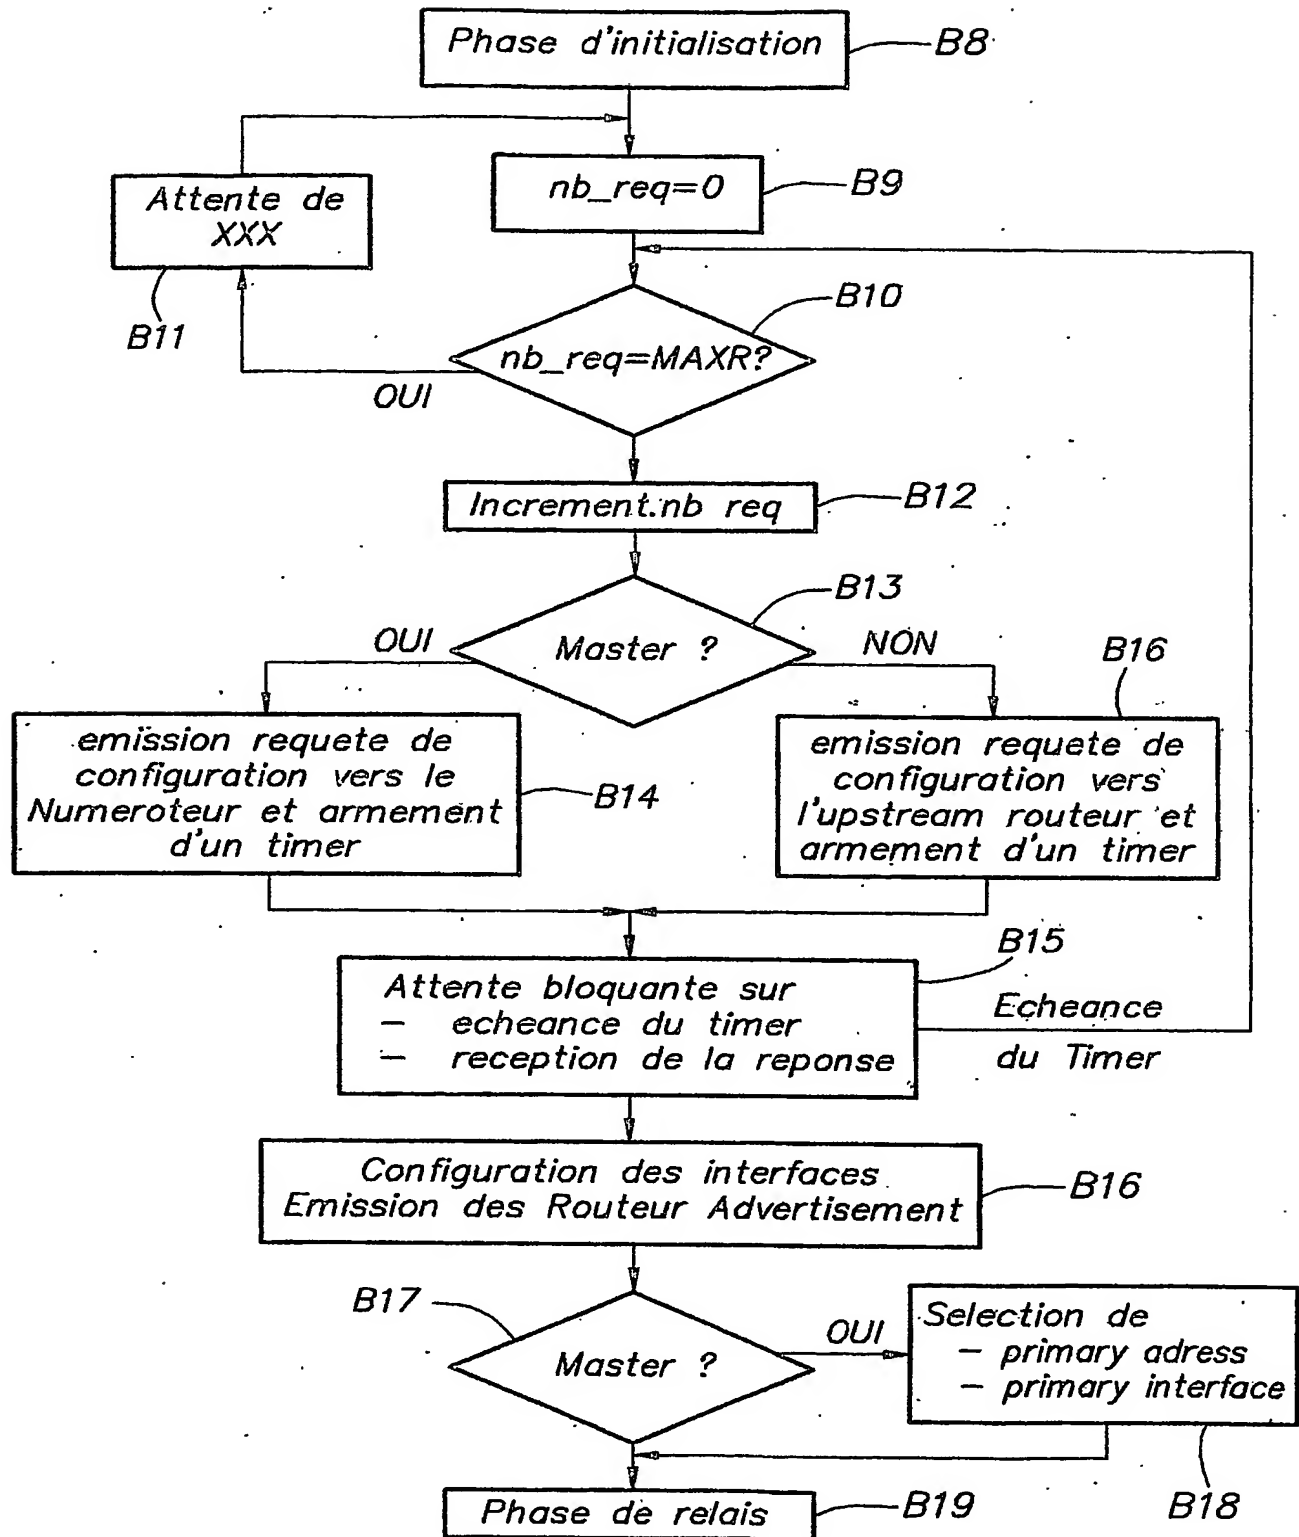 Phase d'initialisation
B8
nb_req=0
B9
Attente de
XXX
B11
B10
nb_req=MAXR?
OUI
Increment.nb req
B12
B13
Master ?
OUI
NON
B16
emission requete de
configuration vers le
Numeroteur et armement
d'un timer
B14
emission requete de
configuration vers
l'upstream routeur et
armement d'un timer
B15
Attente bloquante sur
- echeance du timer
- reception de la reponse
Echeance
du Timer
Configuration des interfaces
Emission des Routeur Advertisement
B16
B17
Master ?
OUI
Selection de
- primary adress
- primary interface
B18
Phase de relais
B19